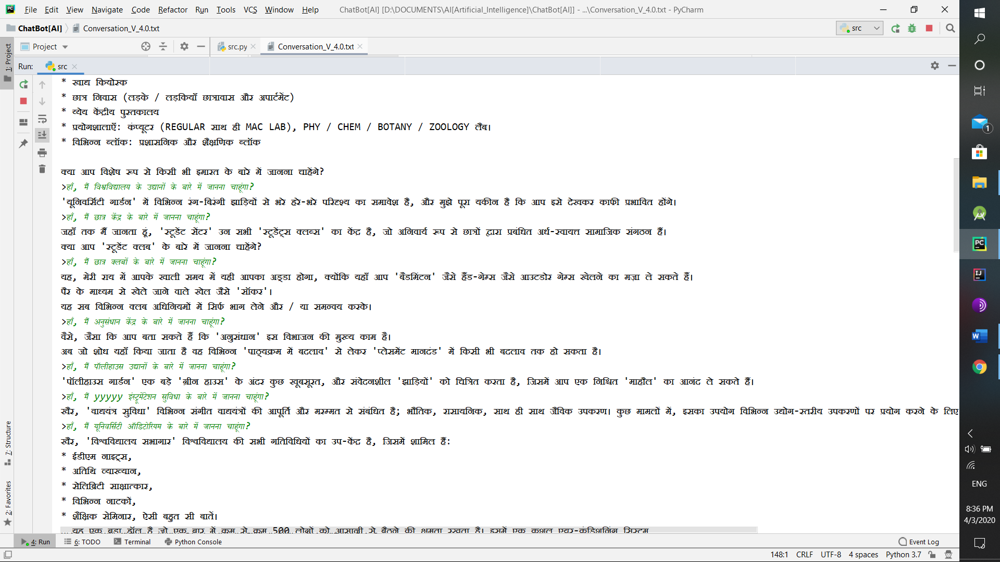 File Edit View Navigate Code Refactor Run Tools VCS Window Help ChatBot[AI] [D:\DOCUMENTS\AI[Artificial_Intelligence]\ChatBot[AI]] - ...\Conversation_V_4.0.txt - PyCharm
ChatBot[AI] Conversation_V_4.0.txt src
1: Project Project src.py Conversation_V_4.0.txt
Run: src
* खाद्य कियोस्क
* छात्र निवास (लड़के / लड़कियाँ छात्रावास और अपार्टमेंट)
* य्येय केंद्रीय पुस्तकालय
* प्रयोगशालाएँ: कंप्यूटर (REGULAR साथ ही MAC LAB), PHY / CHEM / BOTANY / ZOOLOGY लैब।
* विभिन्न ब्लॉक: प्रशासनिक और शैक्षणिक ब्लॉक
क्या आप विशेष रूप से किसी भी इमारत के बारे में जानना चाहेंगे?
>हाँ, मैं विश्वविद्यालय के उद्यानों के बारे में जानना चाहूंगा?
'यूनिवर्सिटी गार्डन' में विभिन्न रंग-बिरंगी झाड़ियों से भरे हरे-भरे परिदृश्य का समावेश है, और मुझे पूरा यकीन है कि आप इसे देखकर काफी प्रभावित होंगे।
>हाँ, मैं छात्र केंद्र के बारे में जानना चाहूंगा?
जहाँ तक मैं जानता हूं, 'स्टूडेंट सेंटर' उन सभी 'स्टूडेंट्स क्लब्स' का केंद्र है, जो अनिवार्य रूप से छात्रों द्वारा प्रबंधित अर्ध-स्वायत्त सामाजिक संगठन हैं।
क्या आप 'स्टूडेंट क्लब' के बारे में जानना चाहेंगे?
>हाँ, मैं छात्र क्लबों के बारे में जानना चाहूंगा?
यह, मेरी राय में आपके खाली समय में यही आपका अड्डा होगा, क्योंकि यहाँ आप 'बैडमिंटन' जैसे हैंड-गेम्स जैसे आउटडोर गेम्स खेलने का मज़ा ले सकते हैं।
पैर के माध्यम से खेले जाने वाले खेल जैसे 'सॉकर'।
यह सब विभिन्न क्लब अधिनियमों में सिर्फ भाग लेने और / या समन्वय करके।
>हाँ, मैं अनुसंधान केंद्र के बारे में जानना चाहूंगा?
वैसे, जैसा कि आप बता सकते हैं कि 'अनुसंधान' इस विभाजन की मुख्य काम है।
अब जो शोध यहाँ किया जाता है वह विभिन्न 'पाठ्यक्रम में बदलाव' से लेकर 'प्लेसमेंट मानदंड' में किसी भी बदलाव तक हो सकता है।
>हाँ, मैं पॉलीहाउस उद्यानों के बारे में जानना चाहूंगा?
'पॉलीहाउस गार्डन' एक बड़े 'ग्रीन हाउस' के अंदर कुछ खूबसूरत, और संवेदनशील 'झाड़ियों' को चित्रित करता है, जिसमें आप एक निश्चित 'माहौल' का आनंद ले सकते हैं।
>हाँ, मैं yyyyy इंस्ट्रूमेंटेशन सुविधा के बारे में जानना चाहूंगा?
खैर, 'वाद्ययंत्र सुविधा' विभिन्न संगीत वाद्ययंत्रों की आपूर्ति और मरम्मत से संबंधित है; भौतिक, रासायनिक, साथ ही साथ जैविक उपकरण। कुछ मामलों में, इसका उपयोग विभिन्न उद्योग-स्तरीय उपकरणों पर प्रयोग करने के लिए
>हाँ, मैं यूनिवर्सिटी ऑडिटोरियम के बारे में जानना चाहूंगा?
खैर, 'विश्वविद्यालय सभागार' विश्वविद्यालय की सभी गतिविधियों का उप-केंद्र है, जिसमें शामिल हैं:
* ईडीएम नाइट्स,
* अतिथि व्याख्यान,
* सेलिब्रिटी साक्षात्कार,
* विभिन्न नाटकों,
* शैक्षिक सेमिनार, ऐसी बहुत सी बातें।
यह एक बड़ा हॉल है जो एक बार में कम से कम 500 लोगों को आसानी से बैठने की क्षमता रखता है। इसमें एक कुशल एयर-कंडिशनिंग सिस्टम
7: Structure
2: Favorites
4: Run 6: TODO Terminal Python Console Event Log
148:1 CRLF UTF-8 4 spaces Python 3.7
1
PC
IJ
W
ENG
8:36 PM
4/3/2020